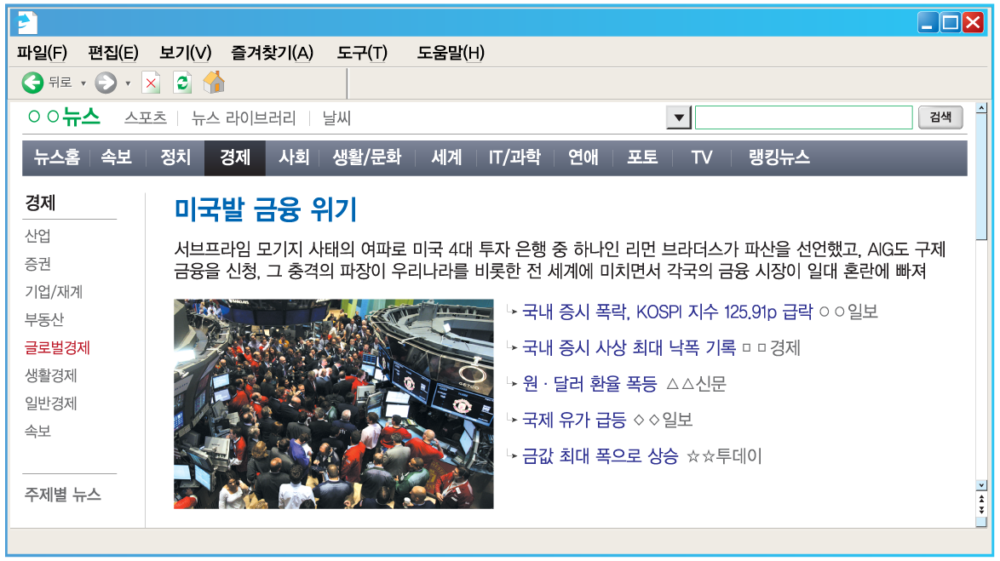 파일(F) 편집(E) 보기(V) 즐겨찾기(A) 도구(T) 도움말(H)
뒤로
○○뉴스 스포츠 뉴스 라이브러리 날씨 검색
뉴스홈 속보 정치 경제 사회 생활/문화 세계 IT/과학 연예 포토 TV 랭킹뉴스
경제
산업
증권
기업/재계
부동산
글로벌경제
생활경제
일반경제
속보
주제별 뉴스
미국발 금융 위기
서브프라임 모기지 사태의 여파로 미국 4대 투자 은행 중 하나인 리먼 브라더스가 파산을 선언했고, AIG도 구제
금융을 신청, 그 충격의 파장이 우리나라를 비롯한 전 세계에 미치면서 각국의 금융 시장이 일대 혼란에 빠져
GETCO
국내 증시 폭락, KOSPI 지수 125.91p 급락 ○○일보
국내 증시 사상 최대 낙폭 기록 □□경제
원·달러 환율 폭등 △△신문
국제 유가 급등 ◇◇일보
금값 최대 폭으로 상승 ☆☆투데이